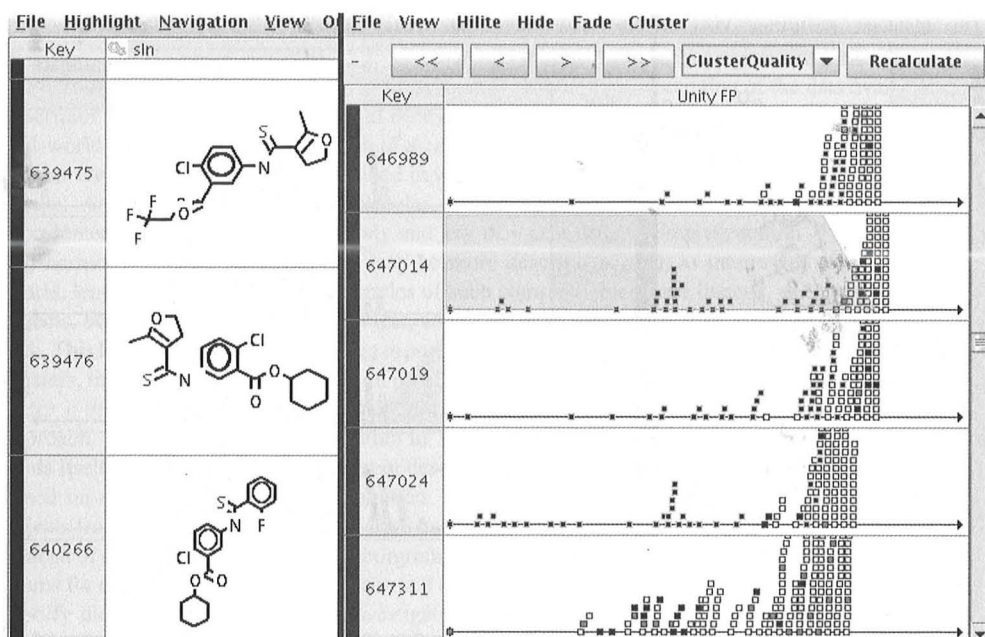 File Highlight Navigation View
Key sln
639475
S
O
Cl
N
F
F
O
F
639476
O
Cl
S
N
O
O
640266
S
N
F
Cl
O
O
File View Hilite Hide Fade Cluster
<< < > >> ClusterQuality Recalculate
Key Unity FP
646989
647014
647019
647024
647311